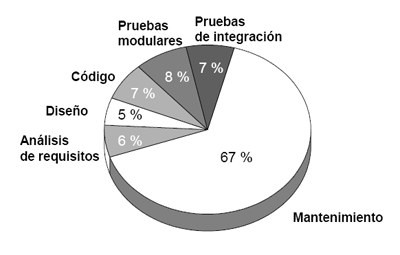 Pruebas
de integración
Pruebas
modulares
Código
Diseño
Análisis
de requisitos
7 %
8 %
7 %
5 %
6 %
67 %
Mantenimiento